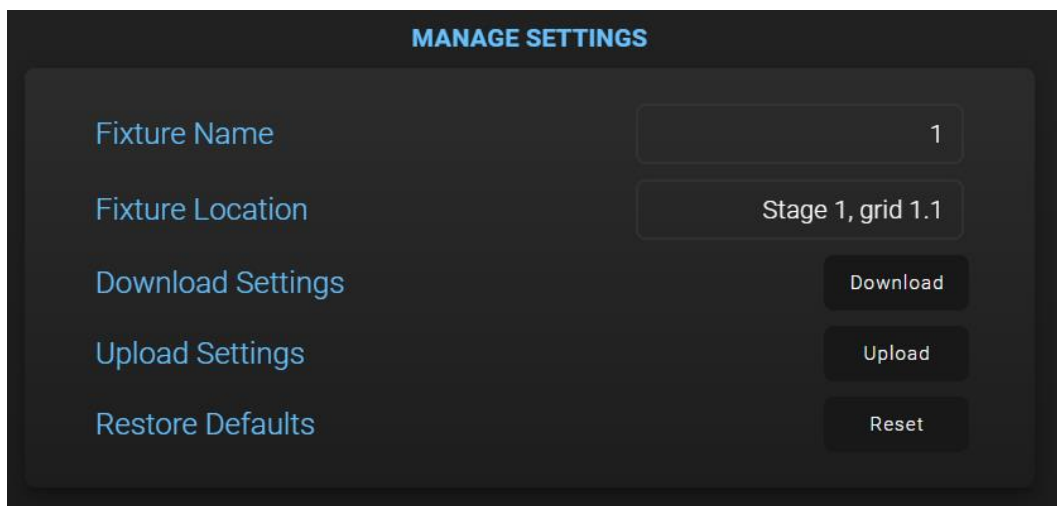 MANAGE SETTINGS
Fixture Name 1
Fixture Location Stage 1, grid 1.1
Download Settings Download
Upload Settings Upload
Restore Defaults Reset